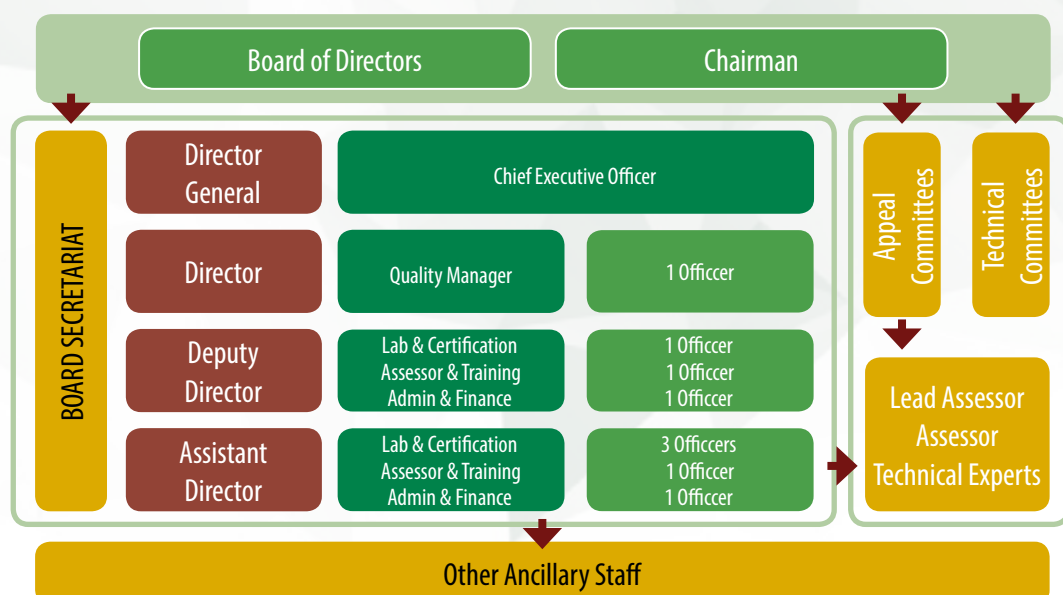 Board of Directors
Chairman
BOARD SECRETARIAT
Director
General
Chief Executive Officer
Director
Quality Manager
1 Officcer
Deputy
Director
Lab & Certification
Assessor & Training
Admin & Finance
1 Officcer
1 Officcer
1 Officcer
Assistant
Director
Lab & Certification
Assessor & Training
Admin & Finance
3 Officcers
1 Officcer
1 Officcer
Appeal
Committees
Technical
Committees
Lead Assessor
Assessor
Technical Experts
Other Ancillary Staff